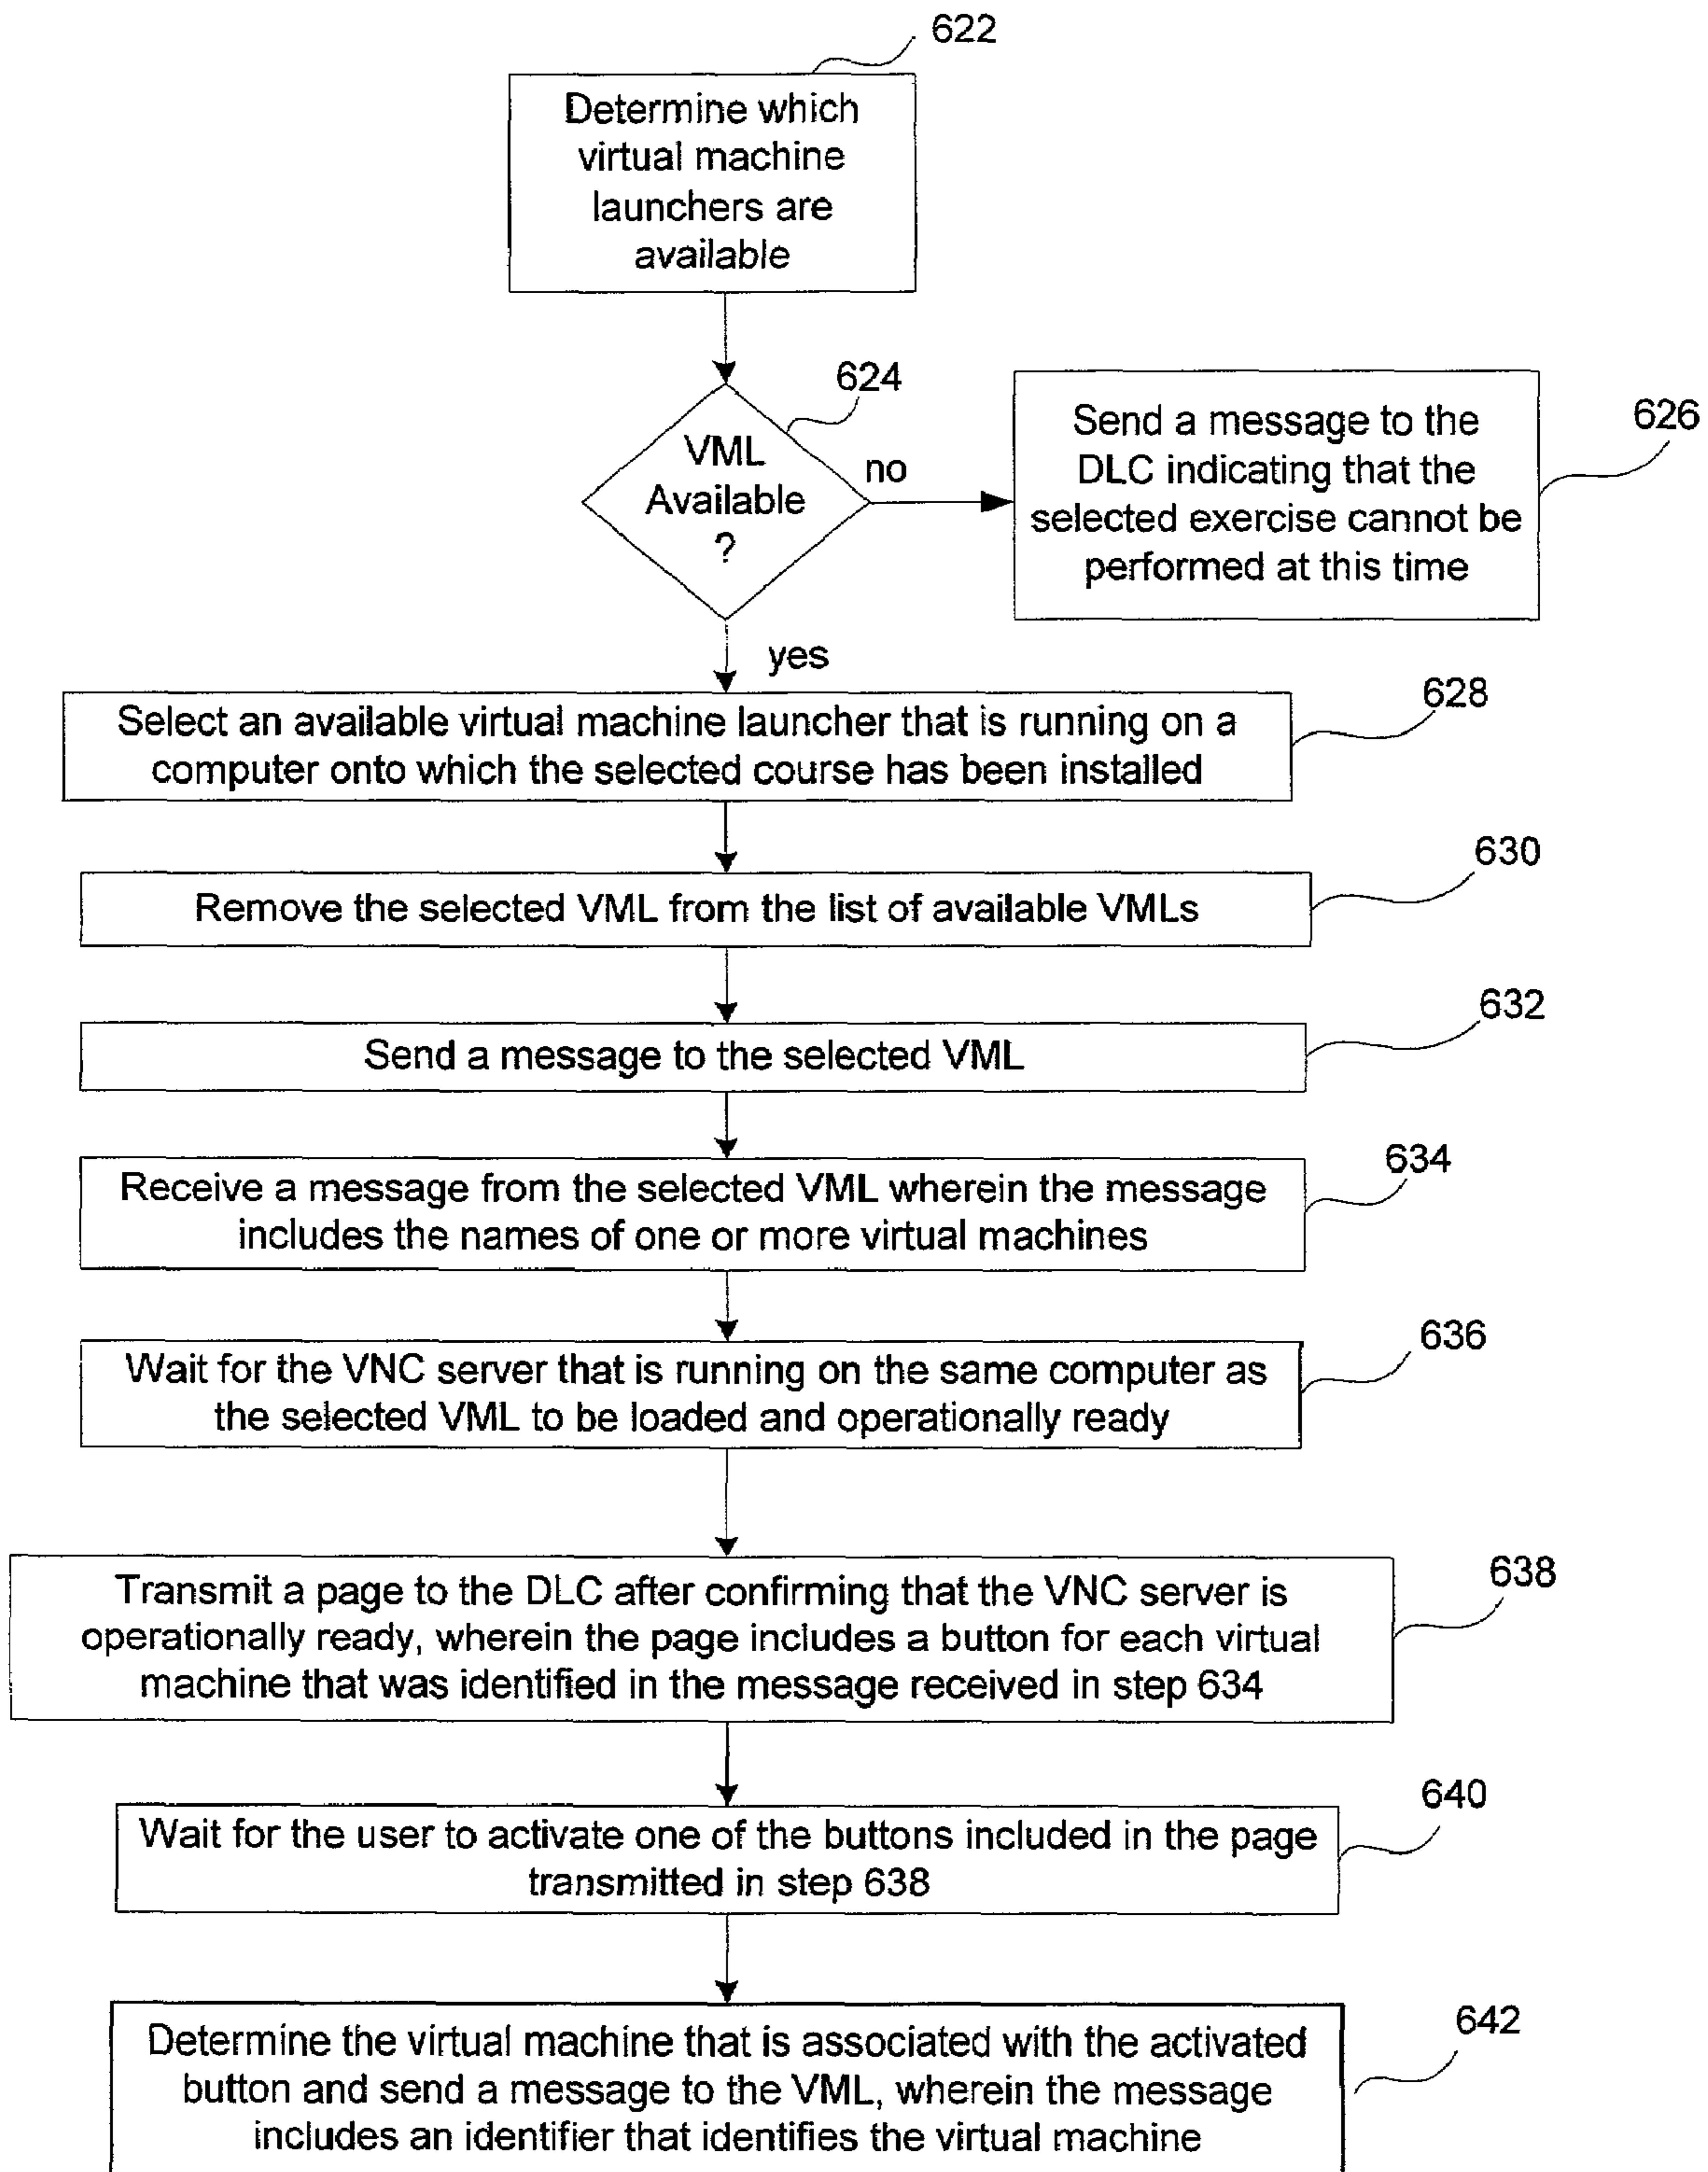 622
Determine which
virtual machine
launchers are
available
624
VML
Available
?
no
Send a message to the
DLC indicating that the
selected exercise cannot be
performed at this time
626
yes
628
Select an available virtual machine launcher that is running on a
computer onto which the selected course has been installed
630
Remove the selected VML from the list of available VMLs
632
Send a message to the selected VML
634
Receive a message from the selected VML wherein the message
includes the names of one or more virtual machines
636
Wait for the VNC server that is running on the same computer as
the selected VML to be loaded and operationally ready
638
Transmit a page to the DLC after confirming that the VNC server is
operationally ready, wherein the page includes a button for each virtual
machine that was identified in the message received in step 634
640
Wait for the user to activate one of the buttons included in the page
transmitted in step 638
642
Determine the virtual machine that is associated with the activated
button and send a message to the VML, wherein the message
includes an identifier that identifies the virtual machine